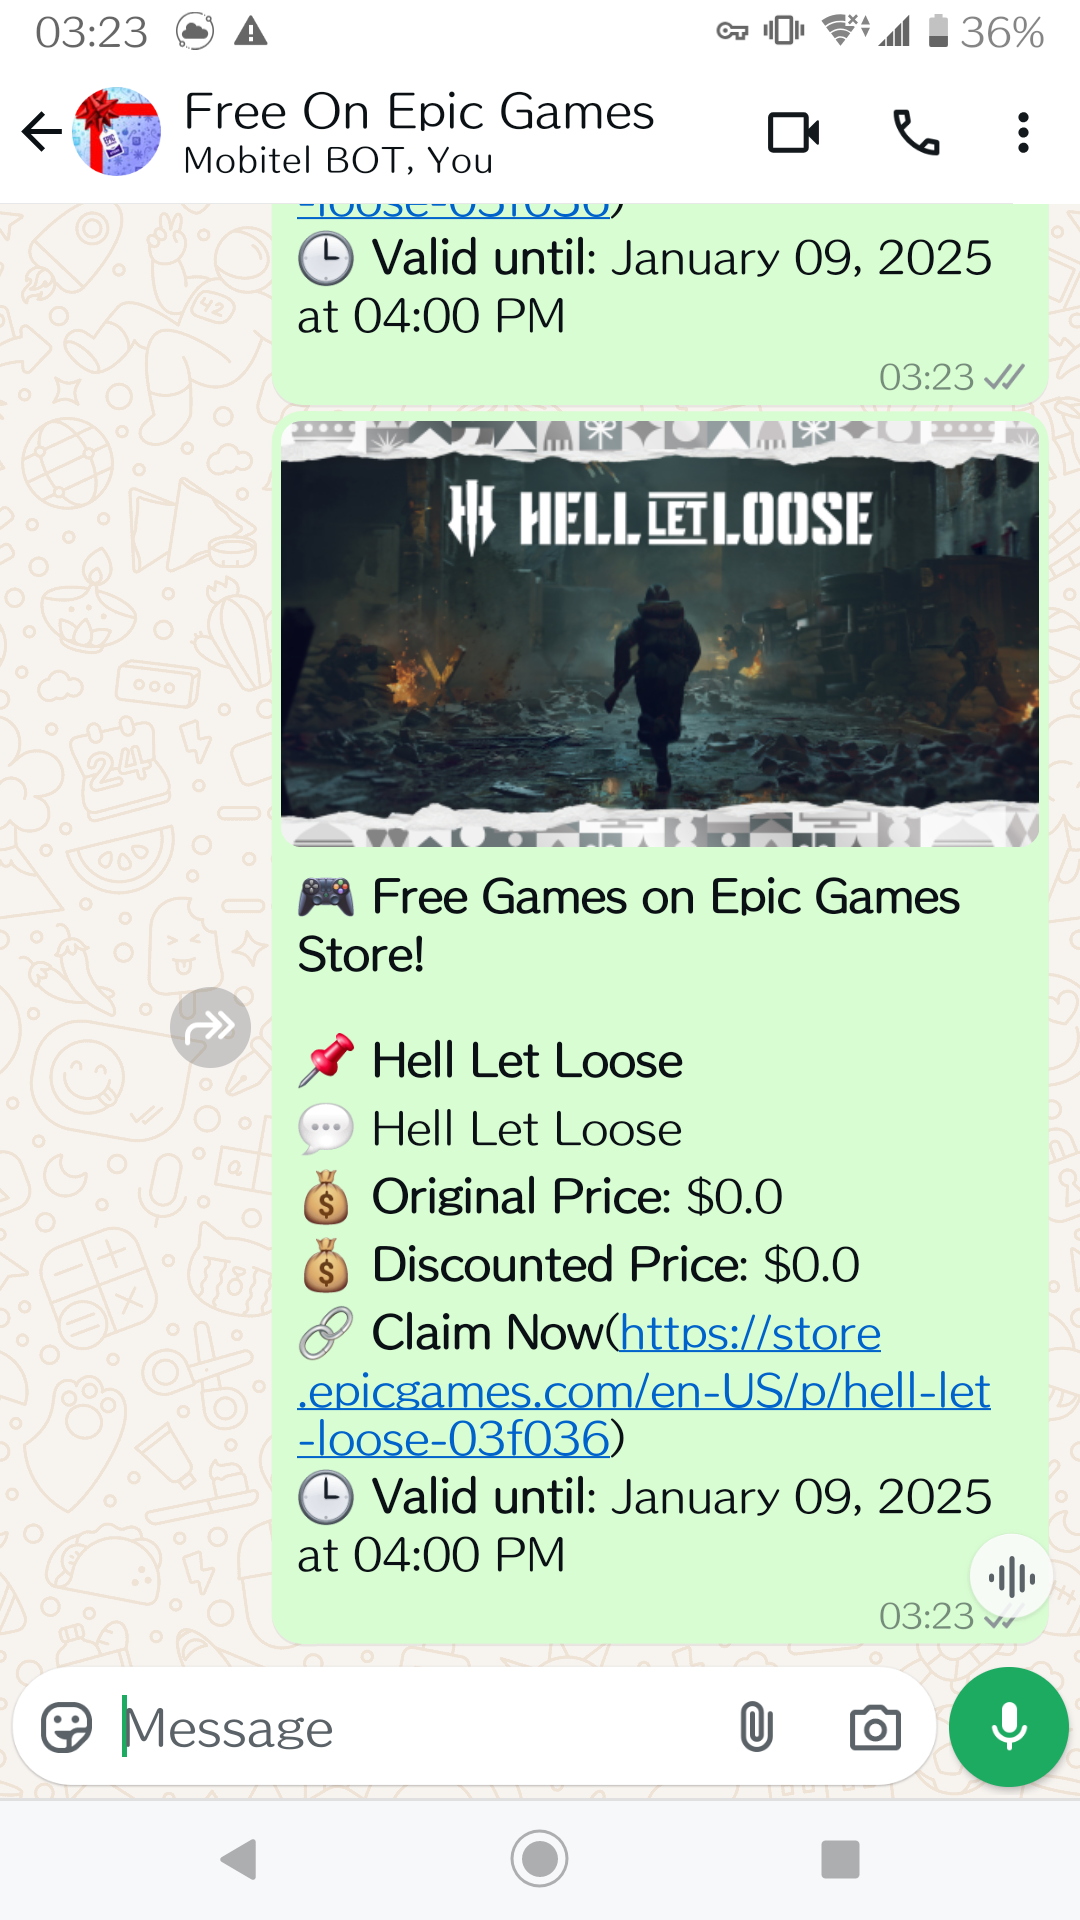 03:23
36%
Free On Epic Games
Mobitel BOT, You
-loose-03f036)
🕒 Valid until: January 09, 2025
at 04:00 PM
03:23
HELL LET LOOSE
🎮 Free Games on Epic Games
Store!
📌 Hell Let Loose
💬 Hell Let Loose
💰 Original Price: $0.0
💰 Discounted Price: $0.0
🔗 Claim Now(https://store
.epicgames.com/en-US/p/hell-let
-loose-03f036)
🕒 Valid until: January 09, 2025
at 04:00 PM
03:23
Message